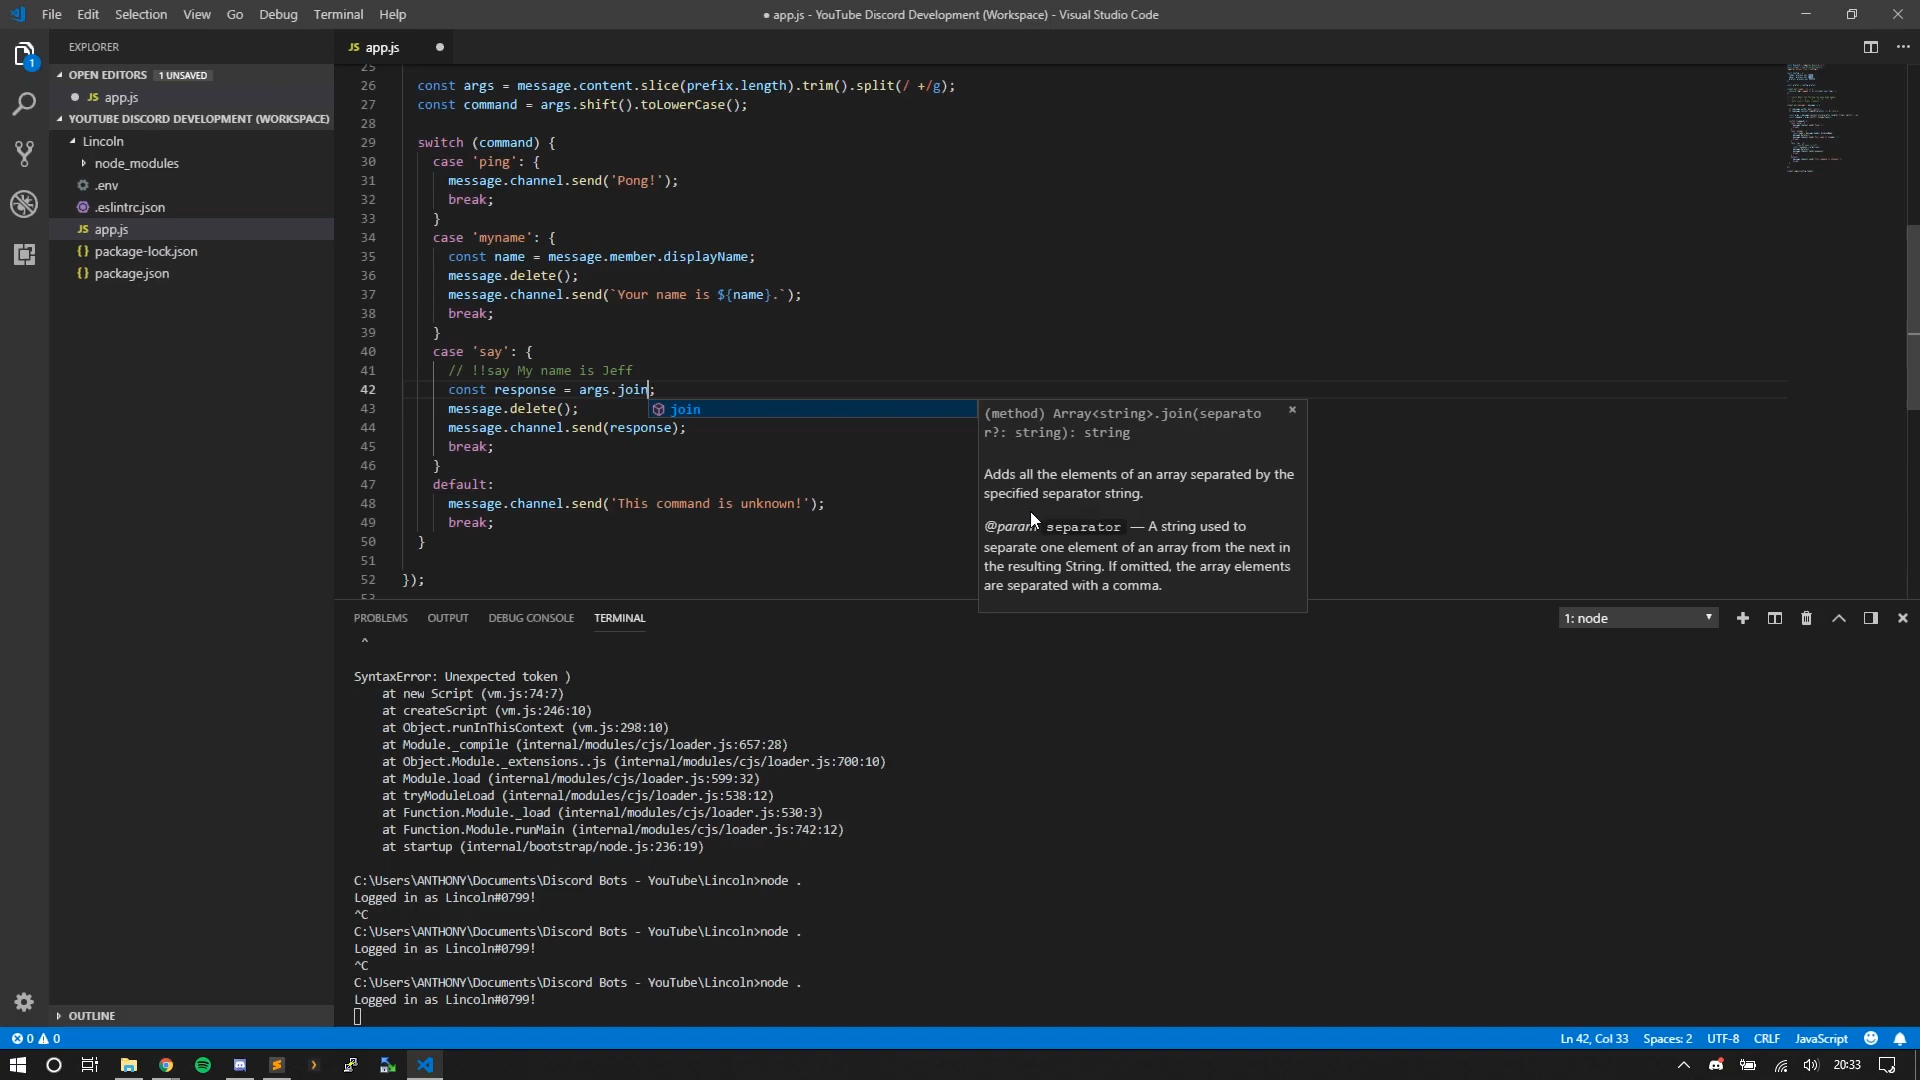 File Edit Selection View Go Debug Terminal Help
● app.js - YouTube Discord Development (Workspace) - Visual Studio Code
EXPLORER
JS app.js
1
OPEN EDITORS 1 UNSAVED
JS app.js
YOUTUBE DISCORD DEVELOPMENT (WORKSPACE)
Lincoln
node_modules
.env
.eslintrc.json
JS app.js
{} package-lock.json
{} package.json
25
26 const args = message.content.slice(prefix.length).trim().split(/ +/g);
27 const command = args.shift().toLowerCase();
28
29 switch (command) {
30 case 'ping': {
31 message.channel.send('Pong!');
32 break;
33 }
34 case 'myname': {
35 const name = message.member.displayName;
36 message.delete();
37 message.channel.send(`Your name is ${name}.`);
38 break;
39 }
40 case 'say': {
41 // !!say My name is Jeff
42 const response = args.join;
43 message.delete();
44 message.channel.send(response);
45 break;
46 }
47 default:
48 message.channel.send('This command is unknown!');
49 break;
50 }
51
52 });
53
join
(method) Array<string>.join(separato
r?: string): string
Adds all the elements of an array separated by the
specified separator string.
@param separator — A string used to
separate one element of an array from the next in
the resulting String. If omitted, the array elements
are separated with a comma.
PROBLEMS OUTPUT DEBUG CONSOLE TERMINAL
1: node
^
SyntaxError: Unexpected token )
at new Script (vm.js:74:7)
at createScript (vm.js:246:10)
at Object.runInThisContext (vm.js:298:10)
at Module._compile (internal/modules/cjs/loader.js:657:28)
at Object.Module._extensions..js (internal/modules/cjs/loader.js:700:10)
at Module.load (internal/modules/cjs/loader.js:599:32)
at tryModuleLoad (internal/modules/cjs/loader.js:538:12)
at Function.Module._load (internal/modules/cjs/loader.js:530:3)
at Function.Module.runMain (internal/modules/cjs/loader.js:742:12)
at startup (internal/bootstrap/node.js:236:19)
C:\Users\ANTHONY\Documents\Discord Bots - YouTube\Lincoln>node .
Logged in as Lincoln#0799!
^C
C:\Users\ANTHONY\Documents\Discord Bots - YouTube\Lincoln>node .
Logged in as Lincoln#0799!
^C
C:\Users\ANTHONY\Documents\Discord Bots - YouTube\Lincoln>node .
Logged in as Lincoln#0799!
OUTLINE
0 0
Ln 42, Col 33 Spaces: 2 UTF-8 CRLF JavaScript
20:33